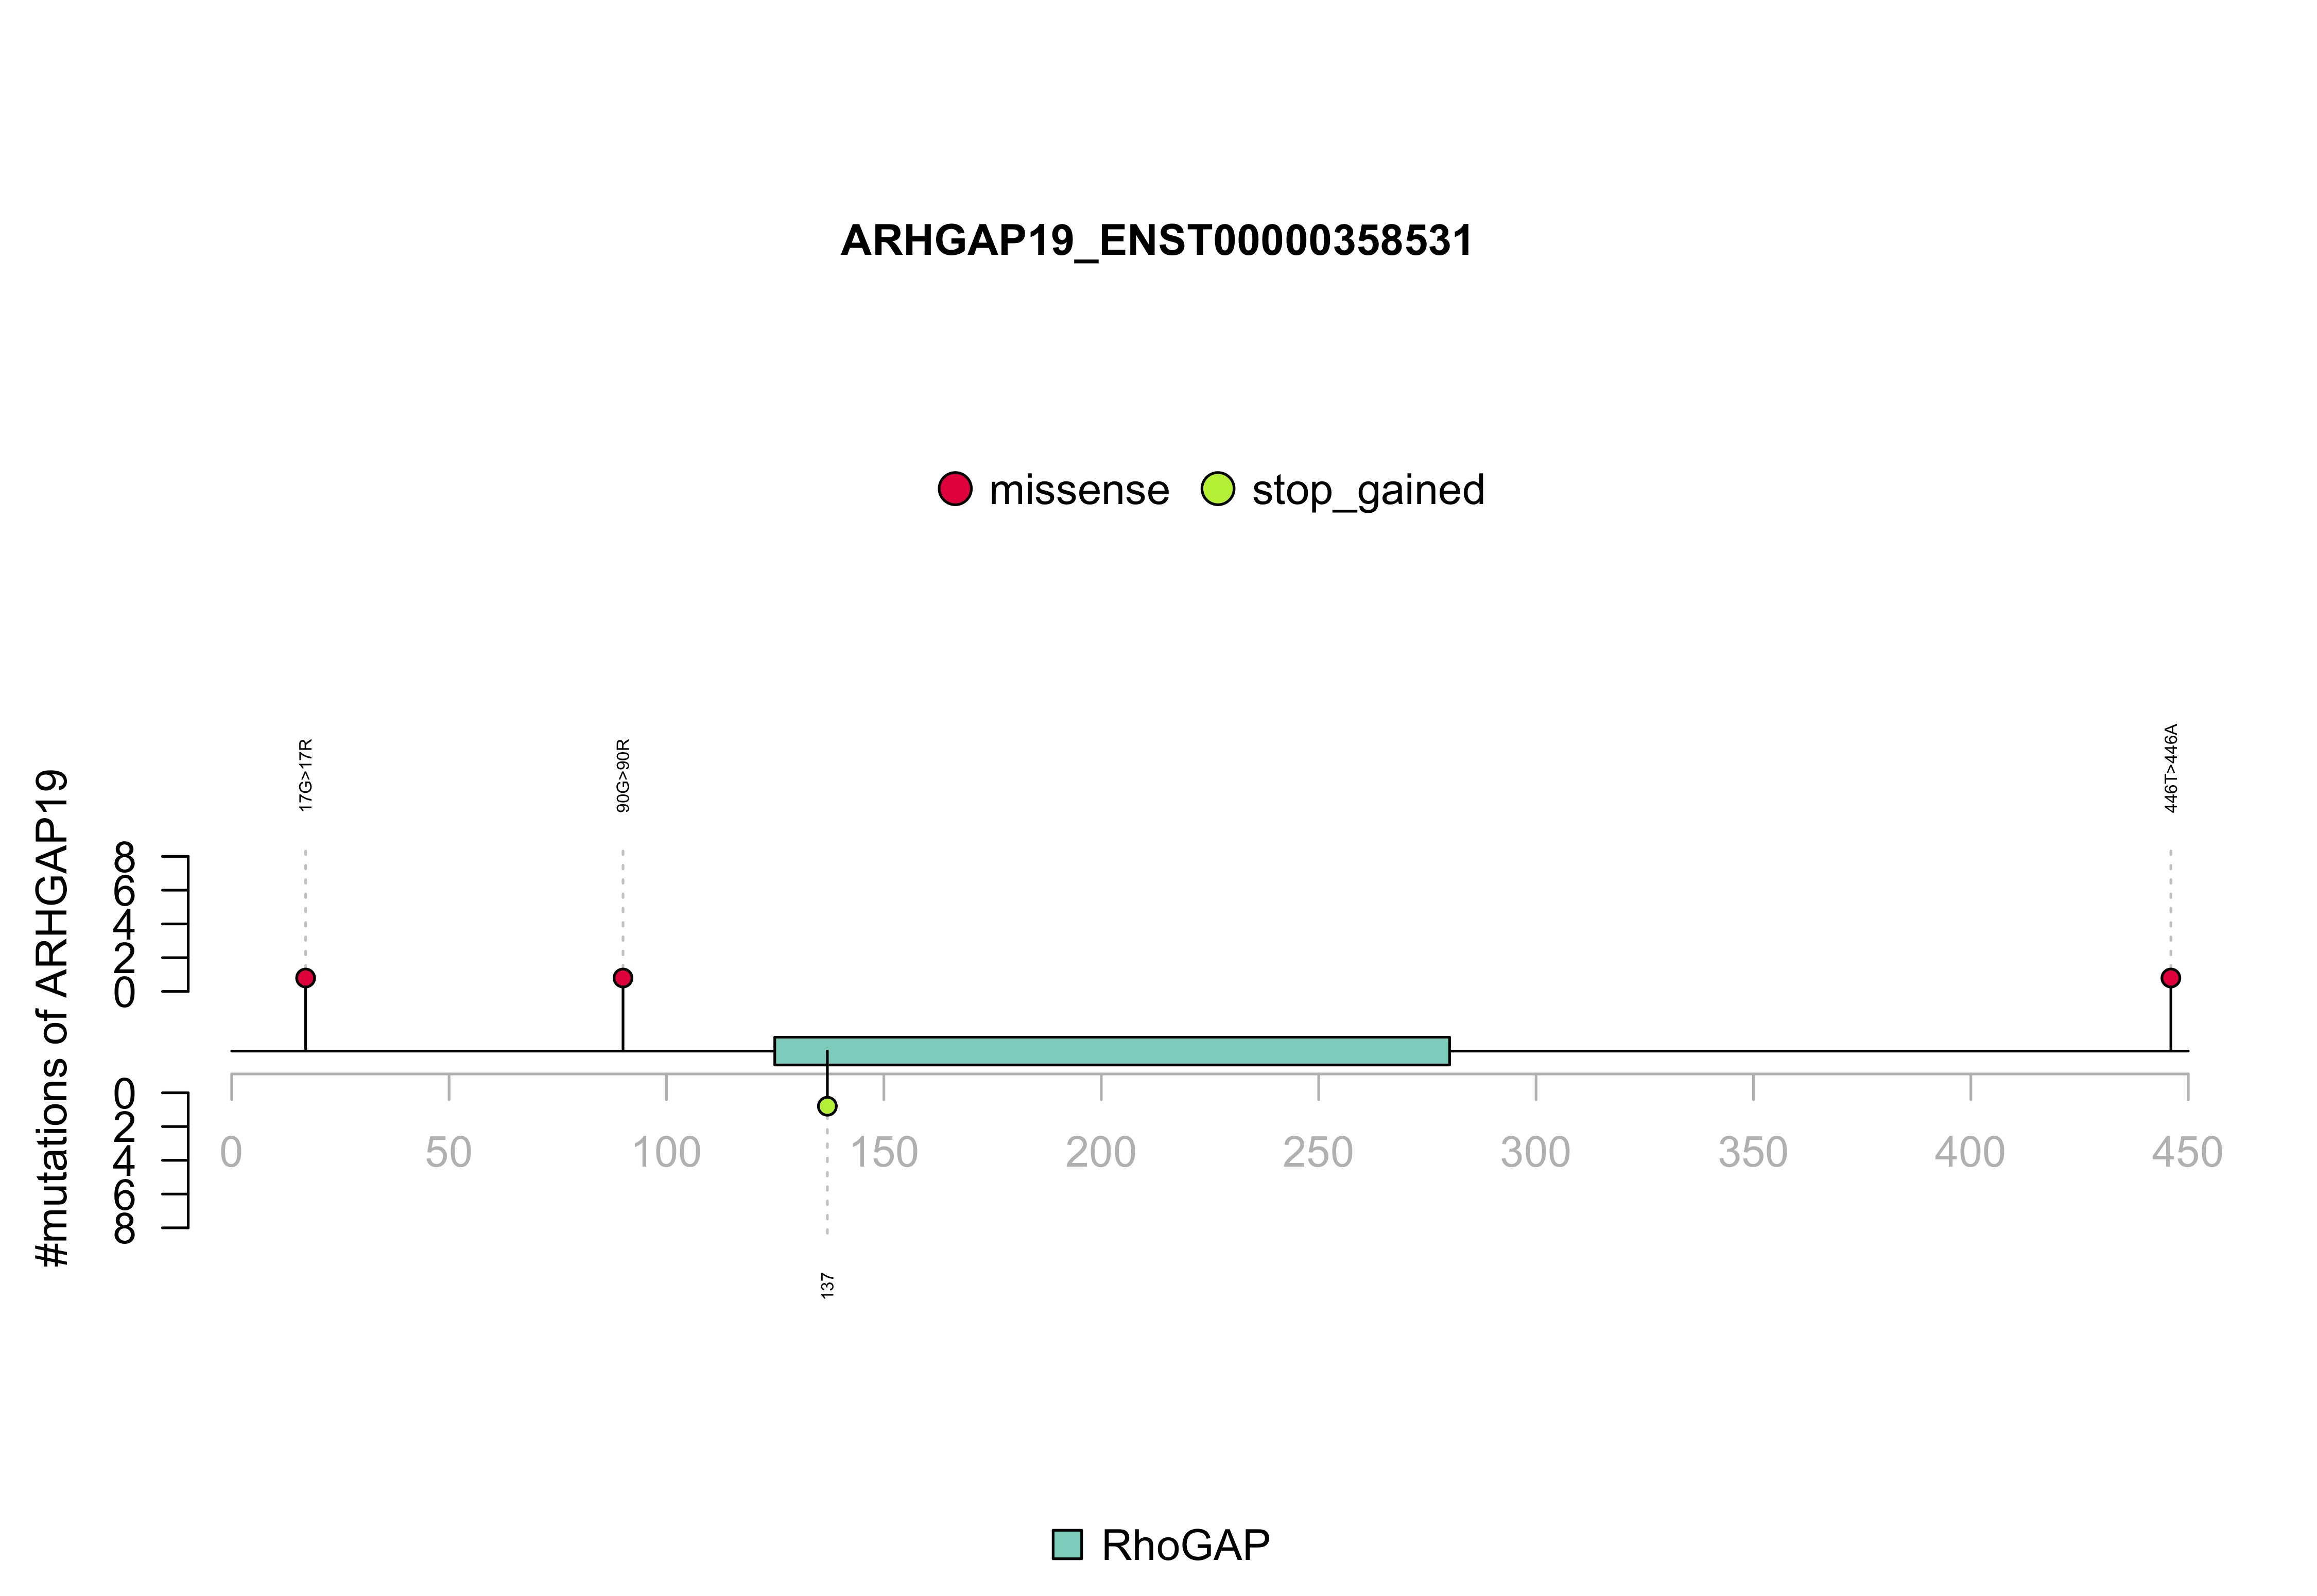 ARHGAP19_ENST00000358531
missense stop_gained
17G>17R 90G>90R 446T>446A
#mutations of ARHGAP19
8
6
4
2
0
0
2
4
6
8
0 50 100 150 200 250 300 350 400 450
137
RhoGAP